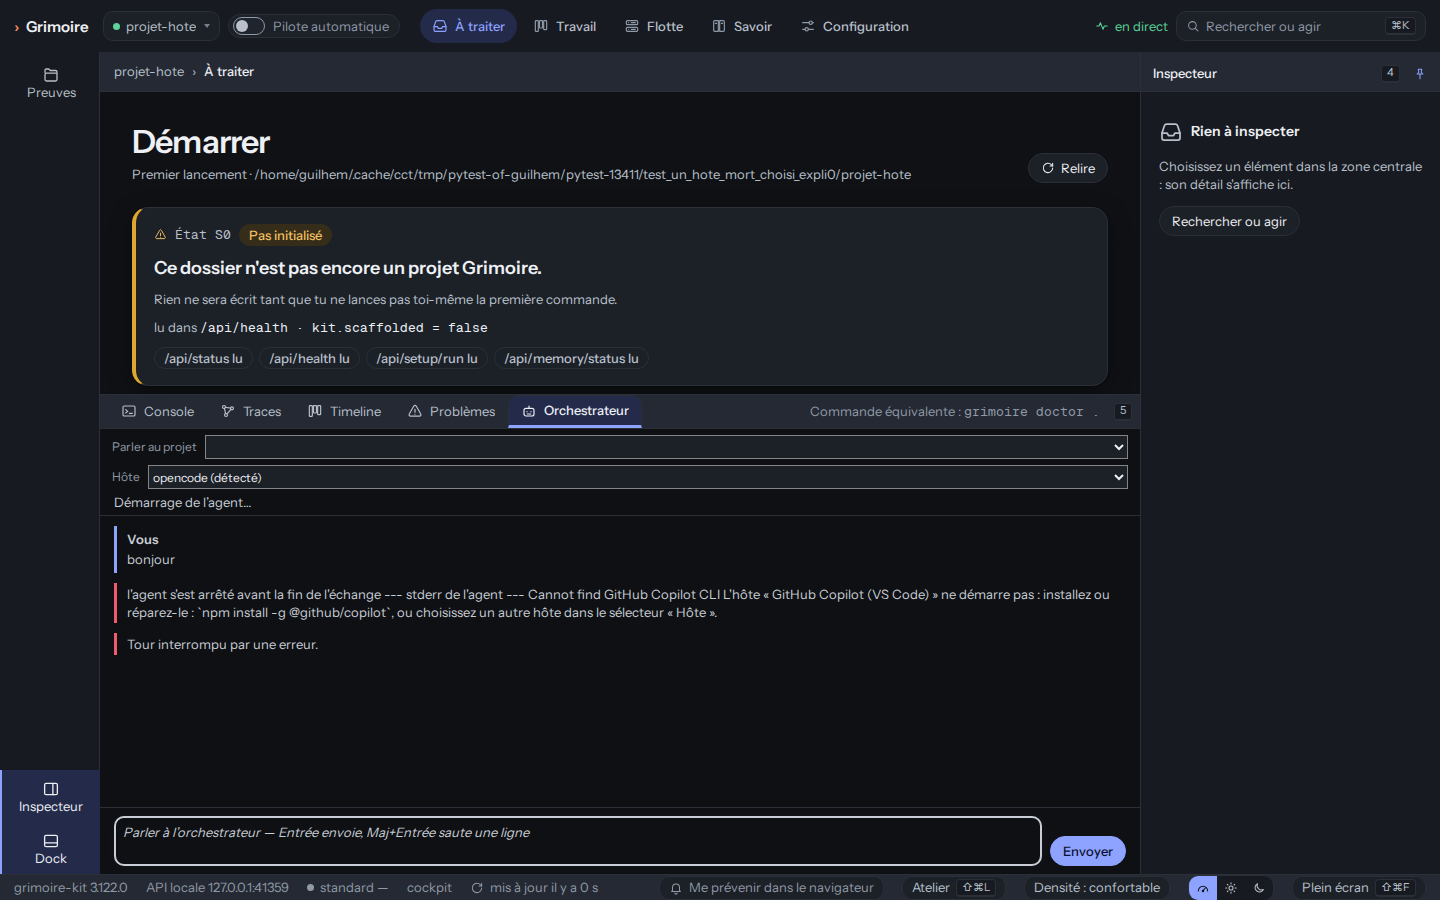 › Grimoire
projet-hote
Pilote automatique
À traiter
Travail
Flotte
Savoir
Configuration
en direct
Rechercher ou agir
⌘K
Preuves
projet-hote › À traiter
Inspecteur
4
Démarrer
Premier lancement · /home/guilhem/.cache/cct/tmp/pytest-of-guilhem/pytest-13411/test_un_hote_mort_choisi_expli0/projet-hote
Relire
État S0
Pas initialisé
Ce dossier n'est pas encore un projet Grimoire.
Rien ne sera écrit tant que tu ne lances pas toi-même la première commande.
lu dans /api/health · kit.scaffolded = false
/api/status lu
/api/health lu
/api/setup/run lu
/api/memory/status lu
Rien à inspecter
Choisissez un élément dans la zone centrale
: son détail s'affiche ici.
Rechercher ou agir
Console
Traces
Timeline
Problèmes
Orchestrateur
Commande équivalente : grimoire doctor .
5
Parler au projet
Hôte
opencode (détecté)
Démarrage de l'agent…
Vous
bonjour
l'agent s'est arrêté avant la fin de l'échange --- stderr de l'agent --- Cannot find GitHub Copilot CLI L'hôte « GitHub Copilot (VS Code) » ne démarre pas : installez ou
réparez-le : `npm install -g @github/copilot`, ou choisissez un autre hôte dans le sélecteur « Hôte ».
Tour interrompu par une erreur.
Inspecteur
Dock
Parler à l'orchestrateur — Entrée envoie, Maj+Entrée saute une ligne
Envoyer
grimoire-kit 3.122.0
API locale 127.0.0.1:41359
standard —
cockpit
mis à jour il y a 0 s
Me prévenir dans le navigateur
Atelier
⇧⌘L
Densité : confortable
Plein écran
⇧⌘F